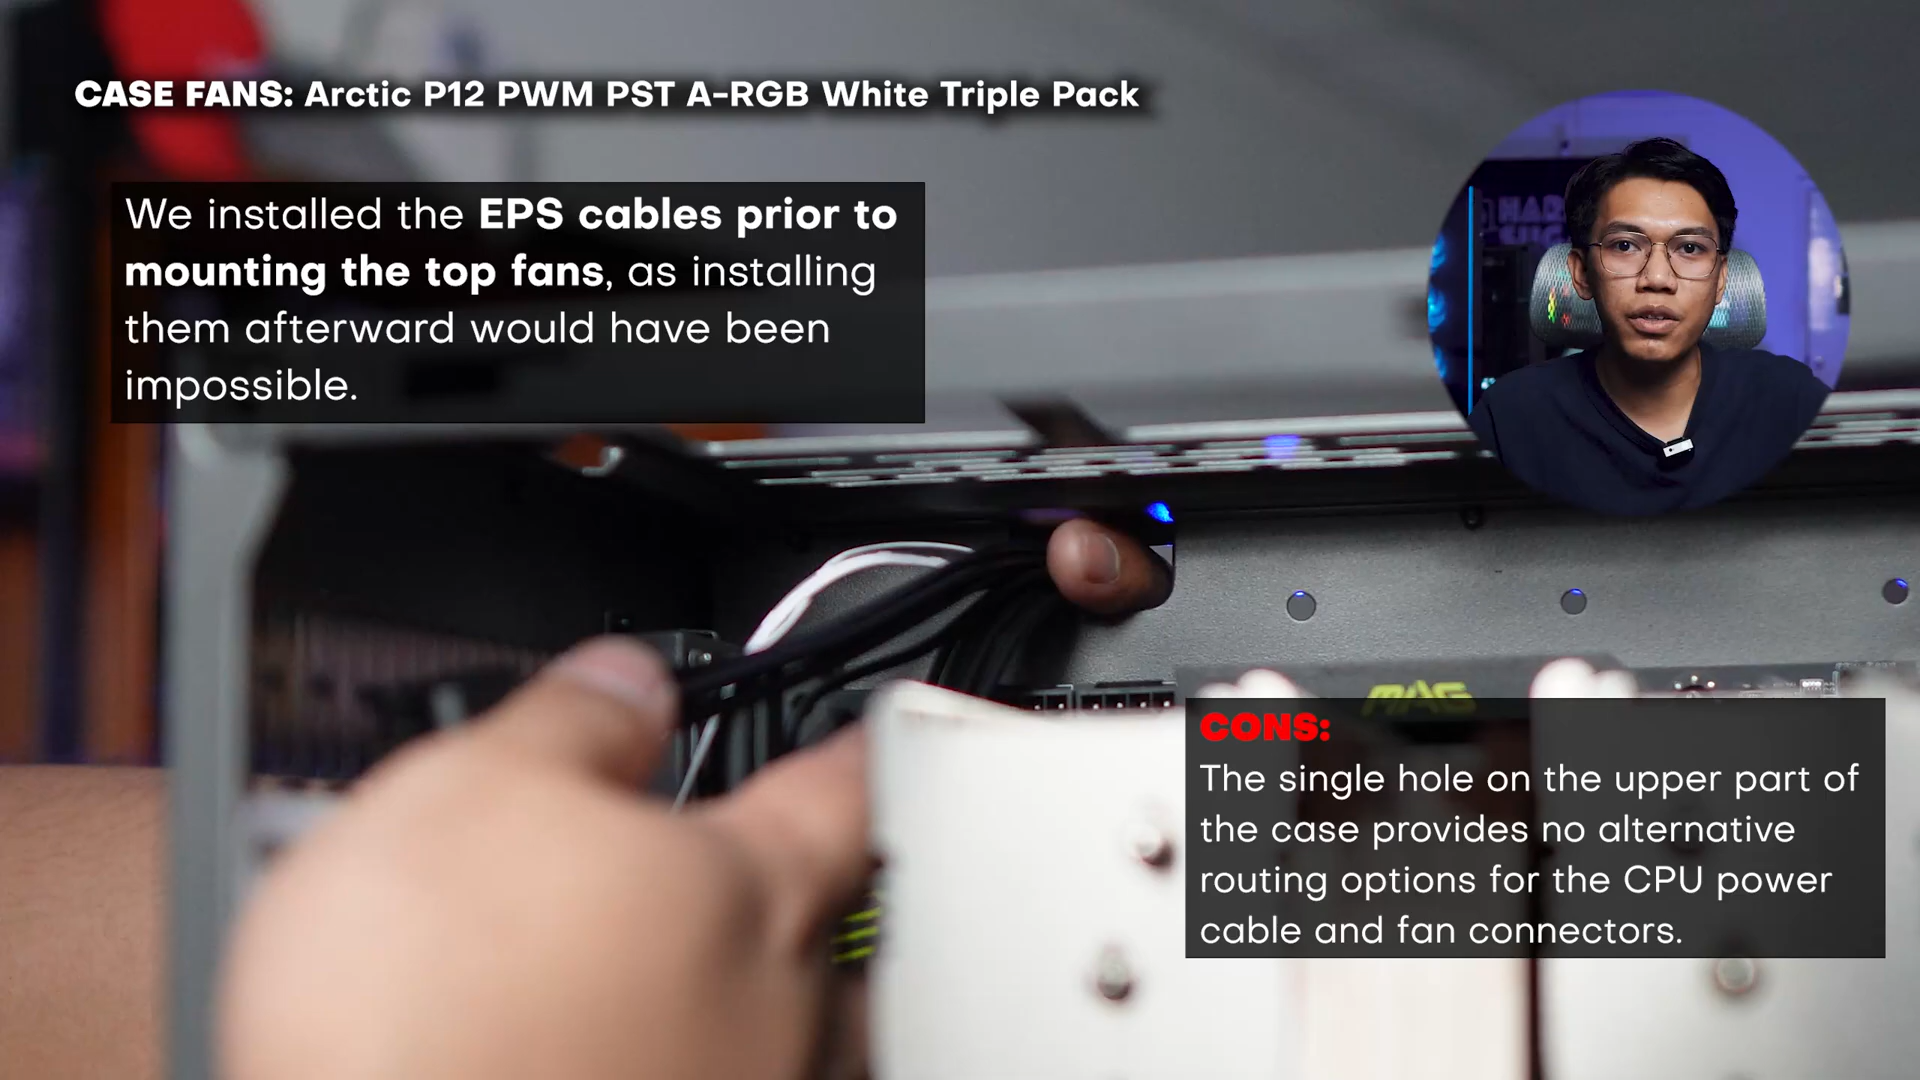 CASE FANS: Arctic P12 PWM PST A-RGB White Triple Pack
We installed the EPS cables prior to
mounting the top fans, as installing
them afterward would have been
impossible.
MAG
CONS:
The single hole on the upper part of
the case provides no alternative
routing options for the CPU power
cable and fan connectors.